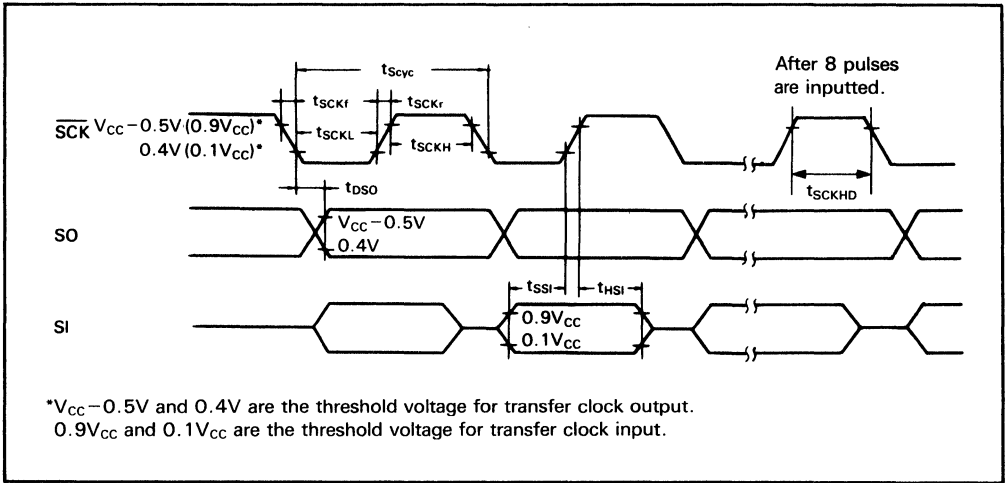 After 8 pulses
are inputted.
tScyc
tSCKf
tSCKr
SCK VCC−0.5V (0.9VCC)*
tSCKL
0.4V (0.1VCC)*
tSCKH
tSCKHD
tDSO
SO
VCC−0.5V
0.4V
tSSI
tHSI
SI
0.9VCC
0.1VCC
*VCC−0.5V and 0.4V are the threshold voltage for transfer clock output.
0.9VCC and 0.1VCC are the threshold voltage for transfer clock input.